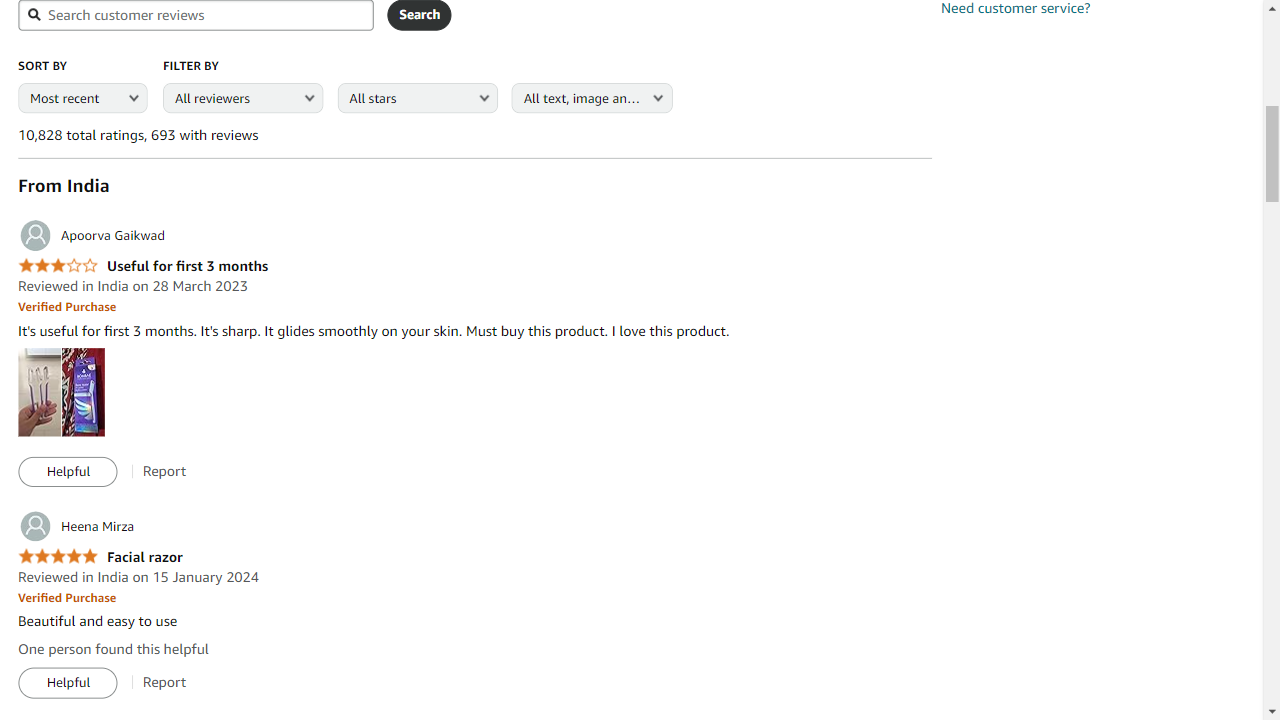 Search customer reviews
Search
Need customer service?
SORT BY
FILTER BY
Most recent
All reviewers
All stars
All text, image an…
10,828 total ratings, 693 with reviews
From India
Apoorva Gaikwad
Useful for first 3 months
Reviewed in India on 28 March 2023
Verified Purchase
It's useful for first 3 months. It's sharp. It glides smoothly on your skin. Must buy this product. I love this product.
Helpful
Report
Heena Mirza
Facial razor
Reviewed in India on 15 January 2024
Verified Purchase
Beautiful and easy to use
One person found this helpful
Helpful
Report